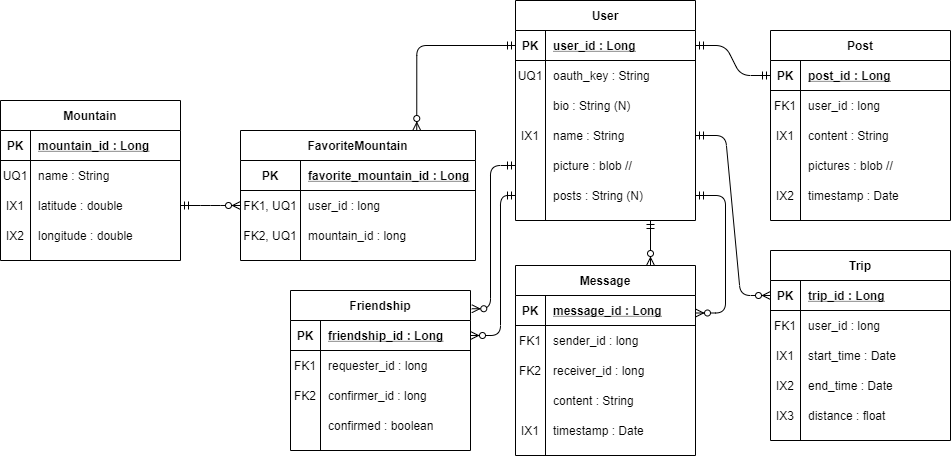 User
PK user_id : Long
UQ1 oauth_key : String
bio : String (N)
IX1 name : String
picture : blob //
posts : String (N)
Post
PK post_id : Long
FK1 user_id : long
IX1 content : String
pictures : blob //
IX2 timestamp : Date
Mountain
PK mountain_id : Long
UQ1 name : String
IX1 latitude : double
IX2 longitude : double
FavoriteMountain
PK favorite_mountain_id : Long
FK1, UQ1 user_id : long
FK2, UQ1 mountain_id : long
Friendship
PK friendship_id : Long
FK1 requester_id : long
FK2 confirmer_id : long
confirmed : boolean
Message
PK message_id : Long
FK1 sender_id : long
FK2 receiver_id : long
content : String
IX1 timestamp : Date
Trip
PK trip_id : Long
FK1 user_id : long
IX1 start_time : Date
IX2 end_time : Date
IX3 distance : float